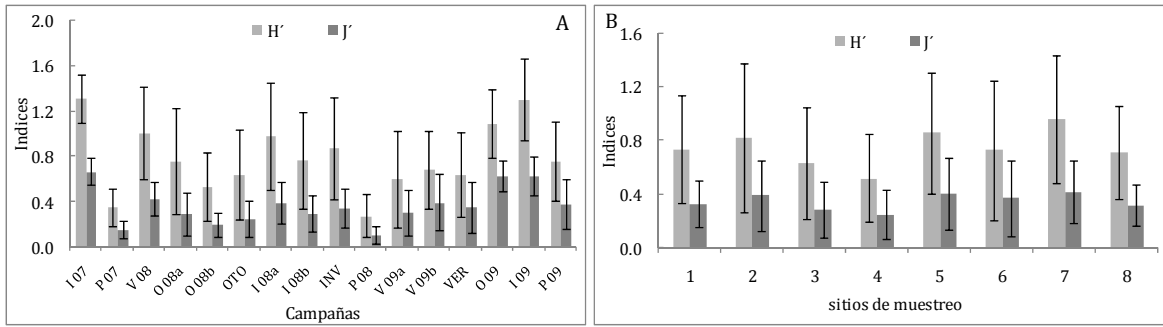 A
H´ J´
Indices
2.0
1.6
1.2
0.8
0.4
0.0
I 07 P 07 V 08 O 08a O 08b OTO I 08a I 08b INV P 08 V 09a V 09b VER O 09 I 09 P 09
Campañas
B
H´ J´
Indices
1.6
1.2
0.8
0.4
0.0
1 2 3 4 5 6 7 8
sitios de muestreo